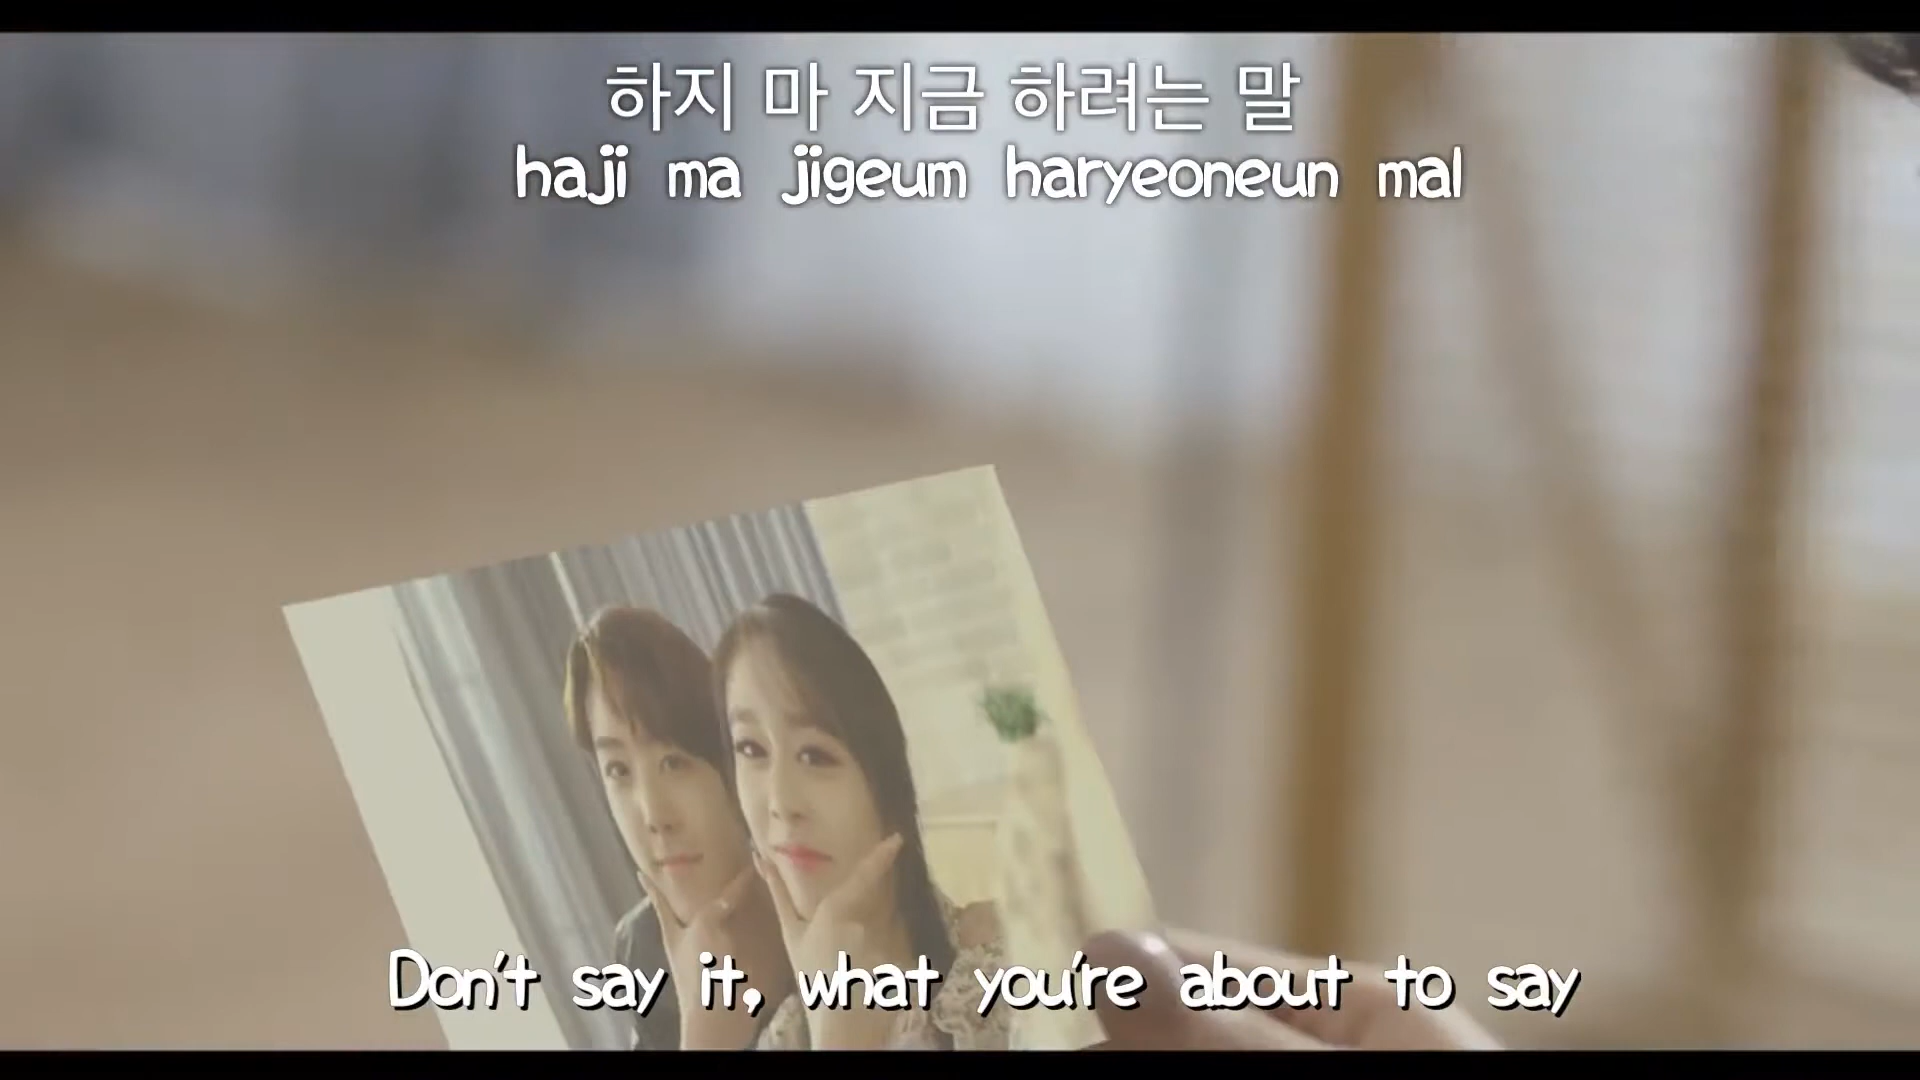 하지 마 지금 하려는 말
haji ma jigeum haryeoneun mal
Don't say it, what you're about to say